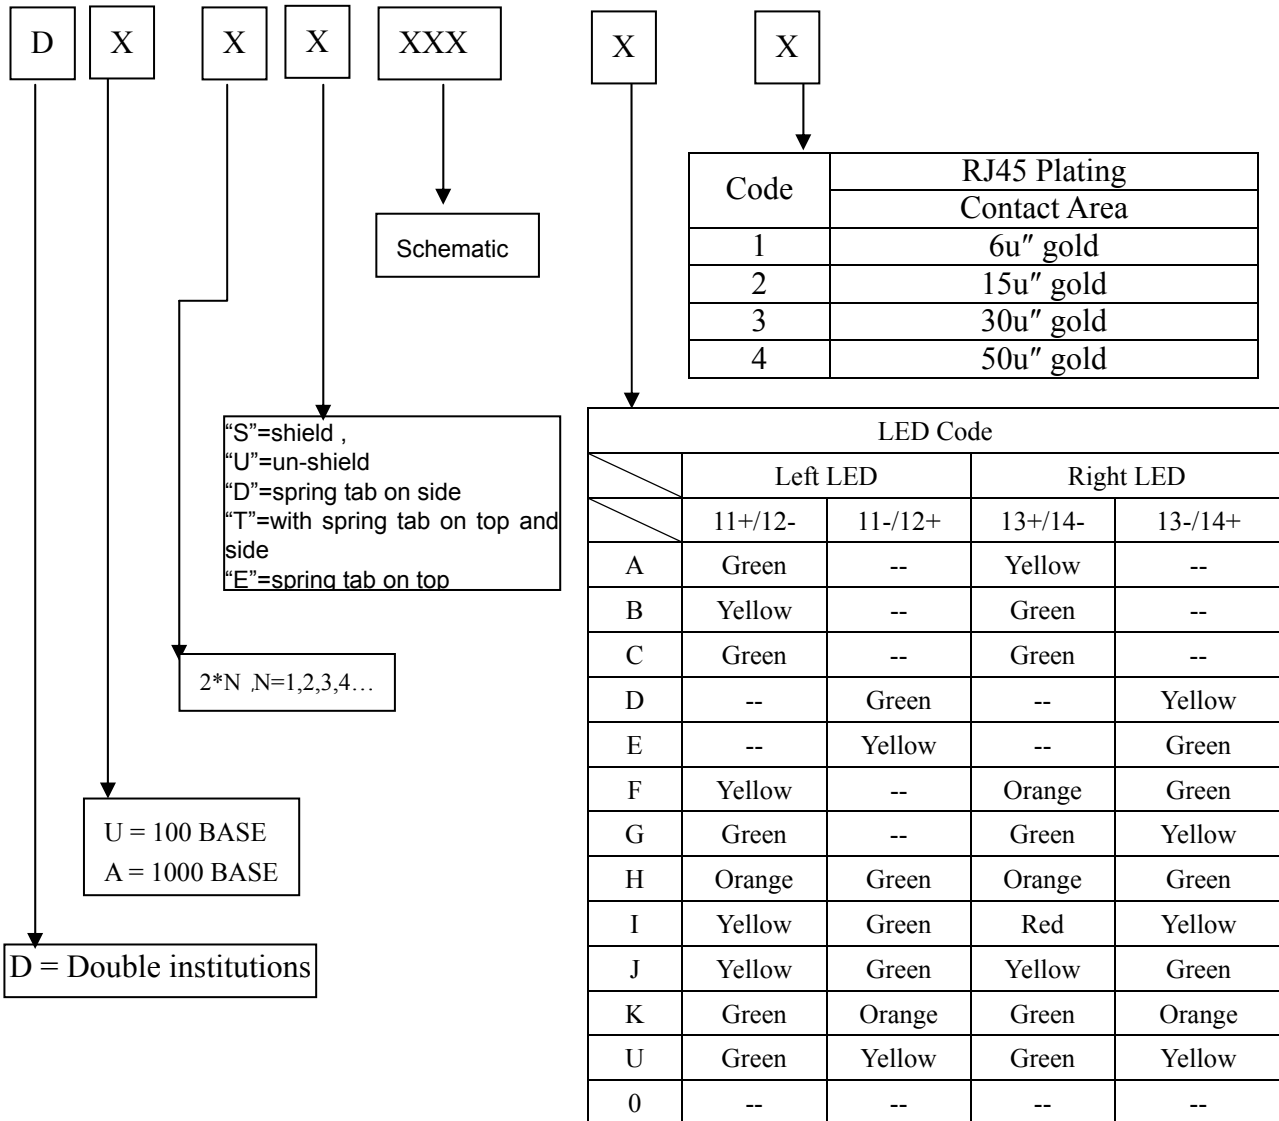 D X X X XXX X X
Code RJ45 Plating
Contact Area
1 6u″ gold
2 15u″ gold
3 30u″ gold
4 50u″ gold
Schematic
“S”=shield ,
“U”=un-shield
“D”=spring tab on side
“T”=with spring tab on top and
side
“E”=spring tab on top
2*N ,N=1,2,3,4…
U = 100 BASE
A = 1000 BASE
D = Double institutions
LED Code
Left LED Right LED
11+/12- 11-/12+ 13+/14- 13-/14+
A Green -- Yellow --
B Yellow -- Green --
C Green -- Green --
D -- Green -- Yellow
E -- Yellow -- Green
F Yellow -- Orange Green
G Green -- Green Yellow
H Orange Green Orange Green
I Yellow Green Red Yellow
J Yellow Green Yellow Green
K Green Orange Green Orange
U Green Yellow Green Yellow
0 -- -- -- --